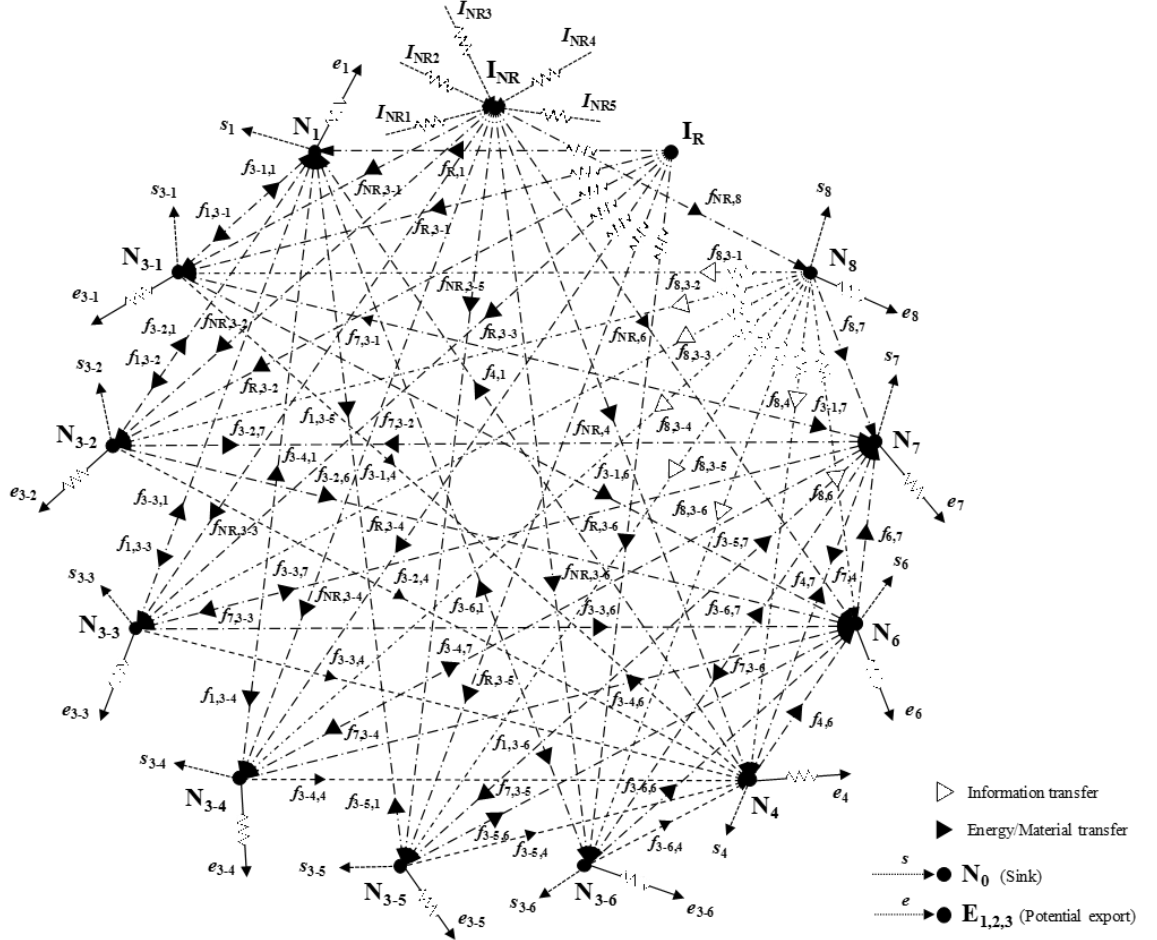 I_NR3
I_NR2
I_NR4
e_1
I_NR
I_NR1
I_NR5
s_1
N_1
I_R
f_3-1,1
f_NR,3-1
f_R,1
f_NR,8
s_8
s_3-1
f_1,3-1
f_R,3-1
N_3-1
f_8,3-1
N_8
e_3-1
f_NR,3-5
f_8,3-2
e_8
f_3-2,1
f_NR,3-2
f_7,3-1
f_R,3-3
f_NR,6
f_8,3-3
f_8,7
s_3-2
f_1,3-2
f_R,3-2
f_4,1
s_7
f_8,4
f_3-1,7
N_3-2
f_3-2,7
f_1,3-5
f_7,3-2
f_NR,4
f_8,3-4
N_7
f_3-4,1
f_3-2,6
f_3-1,4
f_3-1,6
f_8,3-5
f_8,6
e_3-2
e_7
f_3-3,1
f_NR,3-3
f_R,3-4
f_R,3-6
f_8,3-6
f_1,3-3
f_3-5,7
f_6,7
s_3-3
f_3-3,7
f_NR,3-4
f_3-2,4
f_NR,3-6
f_4,7
f_7,4
s_6
f_7,3-3
f_3-6,1
f_3-3,6
f_3-6,7
N_3-3
N_6
f_3-3,4
f_3-4,7
f_R,3-5
f_7,3-6
e_3-3
f_1,3-4
f_3-4,6
f_4,6
e_6
f_7,3-4
f_1,3-6
s_3-4
N_3-4
f_3-4,4
f_3-5,1
f_7,3-5
f_3-6,6
N_4
e_4
Information transfer
f_3-5,6
f_3-5,4
f_3-6,4
s_4
Energy/Material transfer
e_3-4
s_3-5
N_3-5
N_3-6
s_3-6
e_3-6
e_3-5
s
N_0 (Sink)
e
E_1,2,3 (Potential export)